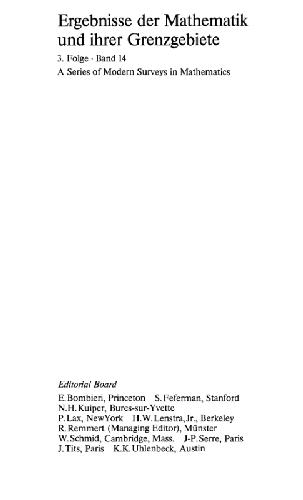 Ergebnisse der Mathematik
und ihrer Grenzgebiete
3. Folge · Band 14
A Series of Modern Surveys in Mathematics
Editorial Board
E. Bombieri, Princeton S. Feferman, Stanford
N. H. Kuiper, Bures-sur-Yvette
P. Lax, NewYork H. W. Lenstra, Jr., Berkeley
R. Remmert (Managing Editor), Münster
W. Schmid, Cambridge, Mass. J-P. Serre, Paris
J. Tits, Paris K. K. Uhlenbeck, Austin